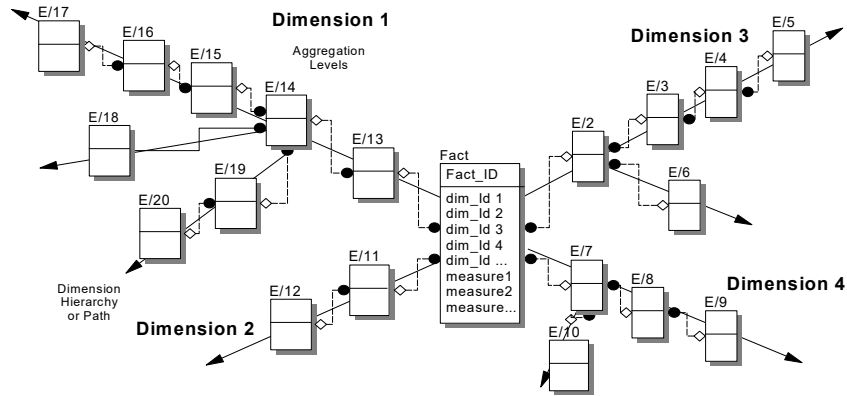 E/17
Dimension 1
E/16
Aggregation
Levels
E/15
E/14
E/18
E/13
E/19
E/20
Dimension
Hierarchy
or Path
Dimension 3
E/5
E/4
E/3
E/2
E/6
Fact
Fact_ID
dim_Id 1
dim_Id 2
dim_Id 3
dim_Id 4
dim_Id ...
measure1
measure2
measure...
E/11
E/12
Dimension 2
E/7
E/8
Dimension 4
E/9
E/10